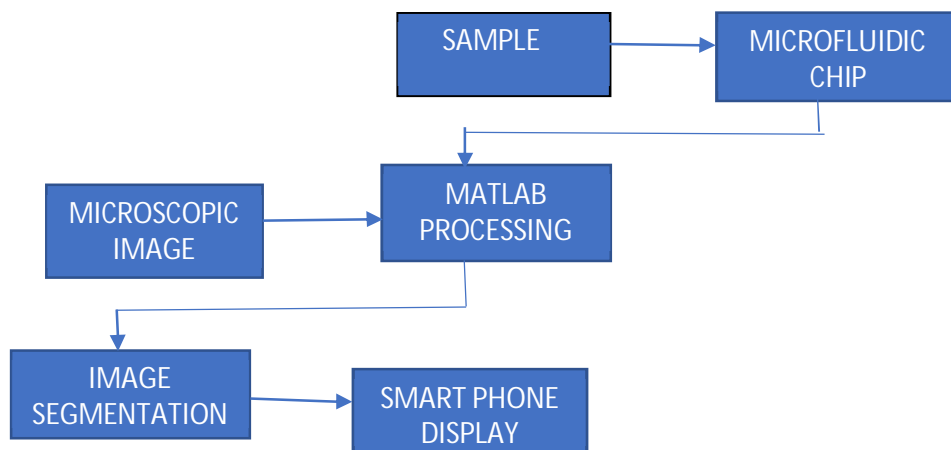 SAMPLE
MICROFLUIDIC
CHIP
MATLAB
PROCESSING
MICROSCOPIC
IMAGE
IMAGE
SEGMENTATION
SMART PHONE
DISPLAY